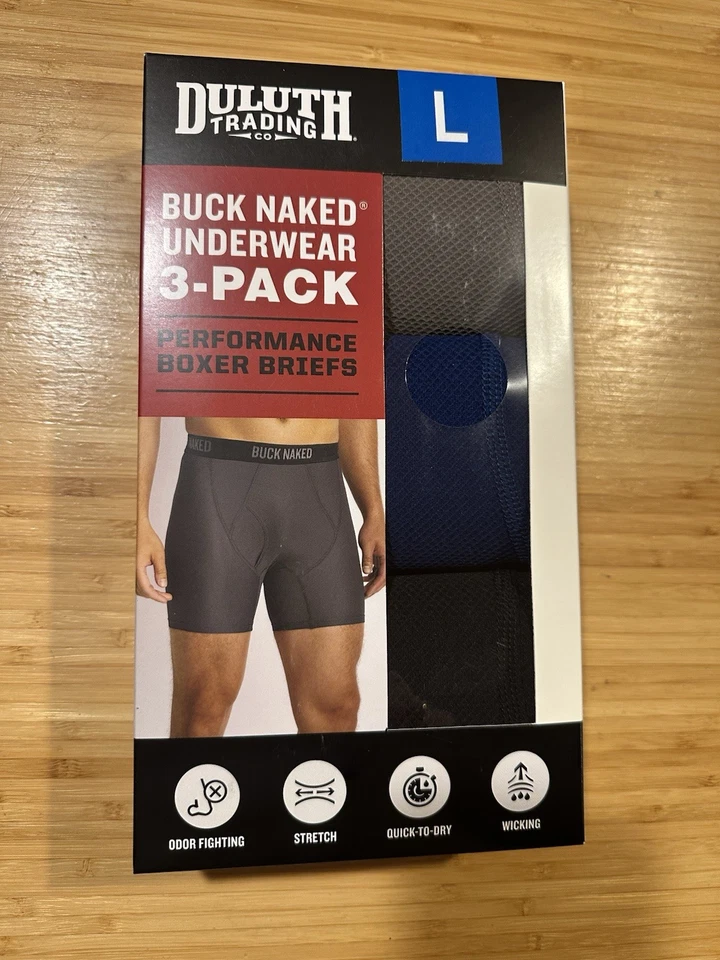 DULUTH
TRADING
CO
L
BUCK NAKED®
UNDERWEAR
3-PACK
PERFORMANCE
BOXER BRIEFS
NAKED
BUCK NAKED
ODOR FIGHTING
STRETCH
QUICK-TO-DRY
WICKING